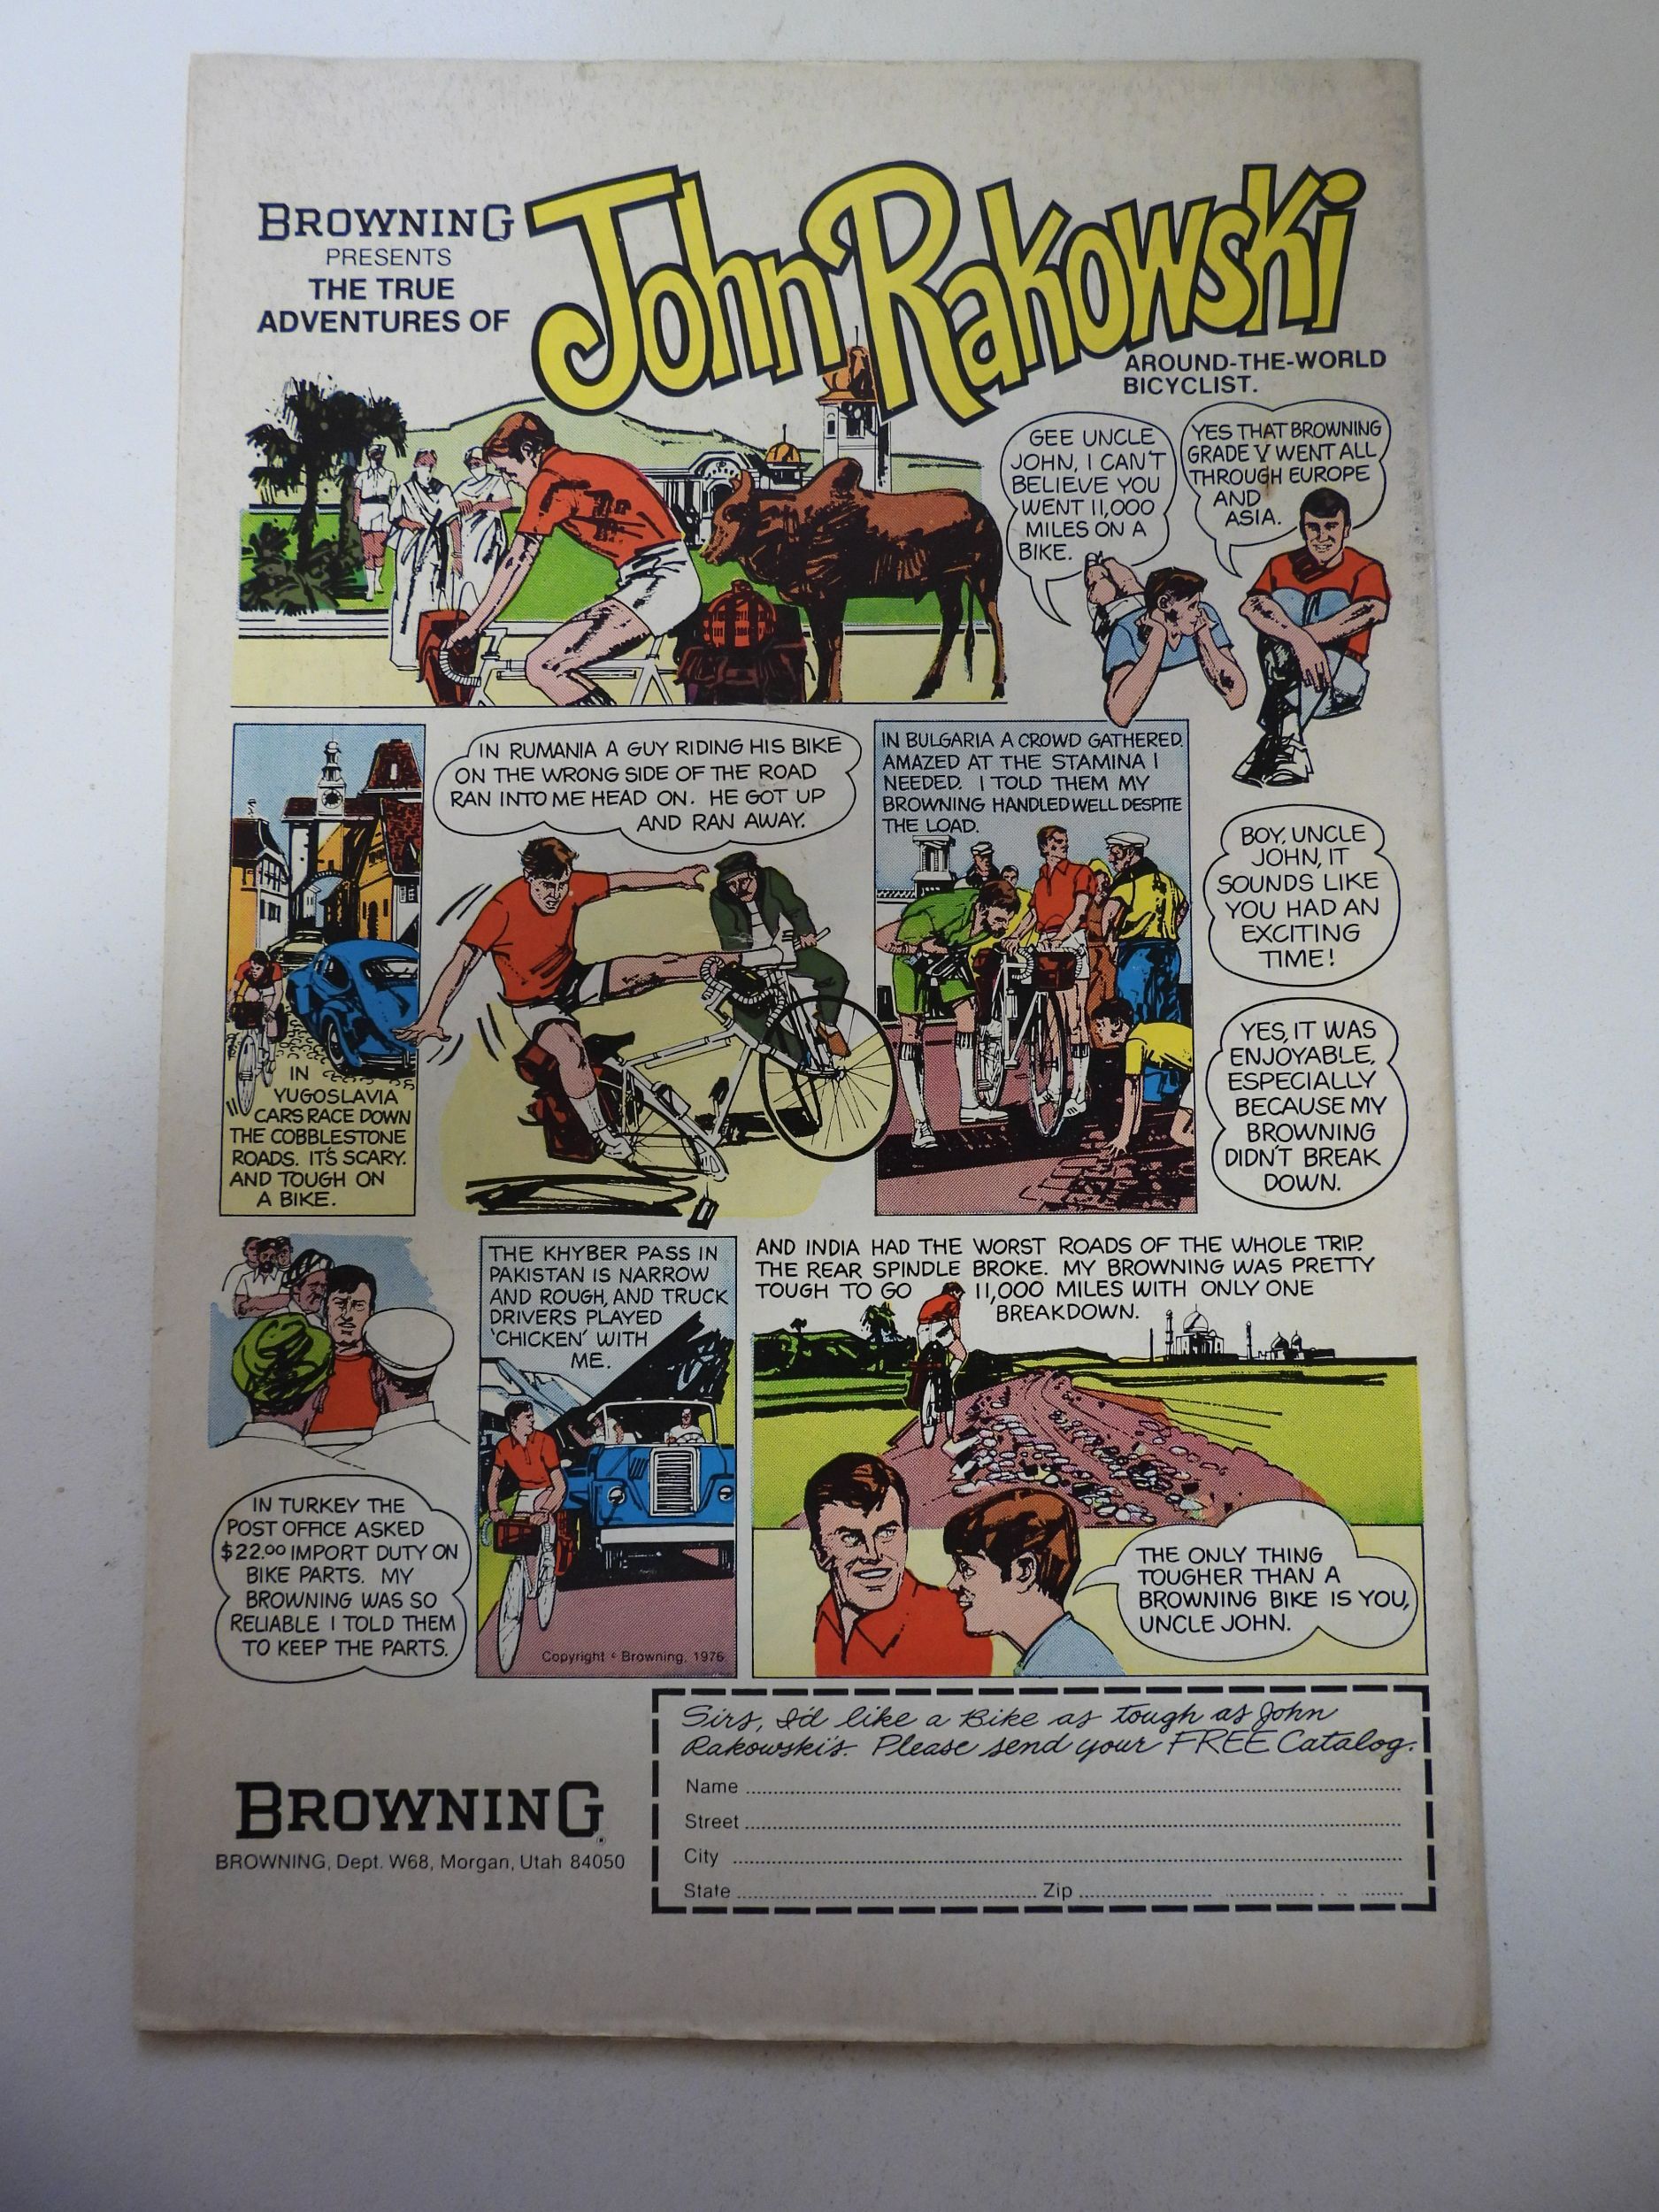 BROWNING
PRESENTS
THE TRUE
ADVENTURES OF
John Rakowski
AROUND-THE-WORLD
BICYCLIST.
GEE UNCLE
JOHN, I CAN'T
BELIEVE YOU
WENT 11,000
MILES ON A
BIKE.
YES THAT BROWNING
GRADE V WENT ALL
THROUGH EUROPE
AND
ASIA.
IN
YUGOSLAVIA
CARS RACE DOWN
THE COBBLESTONE
ROADS. IT'S SCARY.
AND TOUGH ON
A BIKE.
IN RUMANIA A GUY RIDING HIS BIKE
ON THE WRONG SIDE OF THE ROAD
RAN INTO ME HEAD ON. HE GOT UP
AND RAN AWAY.
IN BULGARIA A CROWD GATHERED.
AMAZED AT THE STAMINA I
NEEDED. I TOLD THEM MY
BROWNING HANDLED WELL DESPITE
THE LOAD.
BOY, UNCLE
JOHN, IT
SOUNDS LIKE
YOU HAD AN
EXCITING
TIME!
YES, IT WAS
ENJOYABLE,
ESPECIALLY
BECAUSE MY
BROWNING
DIDN'T BREAK
DOWN.
IN TURKEY THE
POST OFFICE ASKED
$22.00 IMPORT DUTY ON
BIKE PARTS. MY
BROWNING WAS SO
RELIABLE I TOLD THEM
TO KEEP THE PARTS.
THE KHYBER PASS IN
PAKISTAN IS NARROW
AND ROUGH, AND TRUCK
DRIVERS PLAYED
'CHICKEN' WITH
ME.
Copyright © Browning, 1976
AND INDIA HAD THE WORST ROADS OF THE WHOLE TRIP.
THE REAR SPINDLE BROKE. MY BROWNING WAS PRETTY
TOUGH TO GO 11,000 MILES WITH ONLY ONE
BREAKDOWN.
THE ONLY THING
TOUGHER THAN A
BROWNING BIKE IS YOU,
UNCLE JOHN.
BROWNING®
BROWNING, Dept. W68, Morgan, Utah 84050
Sirs, I'd like a Bike as tough as John
Rakowski's. Please send your FREE Catalog.
Name
Street
City
State Zip